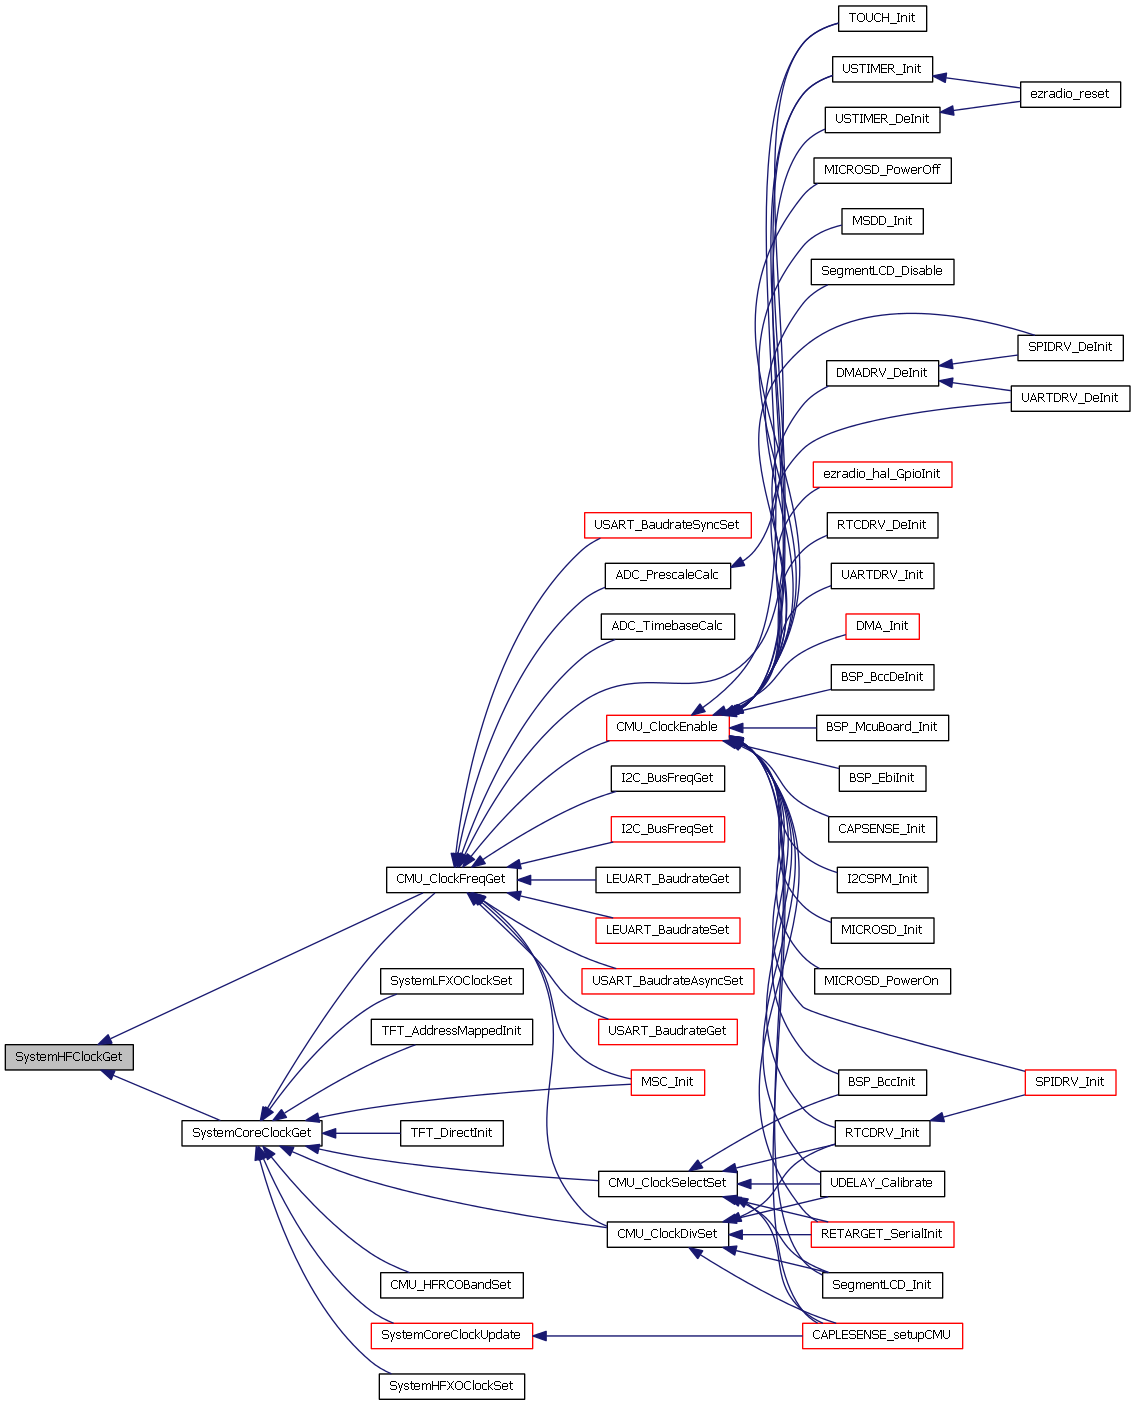 TOUCH_Init
USTIMER_Init
ezradio_reset
USTIMER_DeInit
MICROSD_PowerOff
MSDD_Init
SegmentLCD_Disable
SPIDRV_DeInit
DMADRV_DeInit
UARTDRV_DeInit
ezradio_hal_GpioInit
USART_BaudrateSyncSet
RTCDRV_DeInit
ADC_PrescaleCalc
UARTDRV_Init
ADC_TimebaseCalc
DMA_Init
BSP_BccDeInit
CMU_ClockEnable
BSP_McuBoard_Init
I2C_BusFreqGet
BSP_EbiInit
I2C_BusFreqSet
CAPSENSE_Init
CMU_ClockFreqGet
LEUART_BaudrateGet
I2CSPM_Init
LEUART_BaudrateSet
MICROSD_Init
SystemLFXOClockSet
USART_BaudrateAsyncSet
MICROSD_PowerOn
TFT_AddressMappedInit
USART_BaudrateGet
SystemHFClockGet
MSC_Init
BSP_BccInit
SPIDRV_Init
SystemCoreClockGet
TFT_DirectInit
RTCDRV_Init
CMU_ClockSelectSet
UDELAY_Calibrate
CMU_ClockDivSet
RETARGET_SerialInit
CMU_HFRCOBandSet
SegmentLCD_Init
SystemCoreClockUpdate
CAPLESENSE_setupCMU
SystemHFXOClockSet